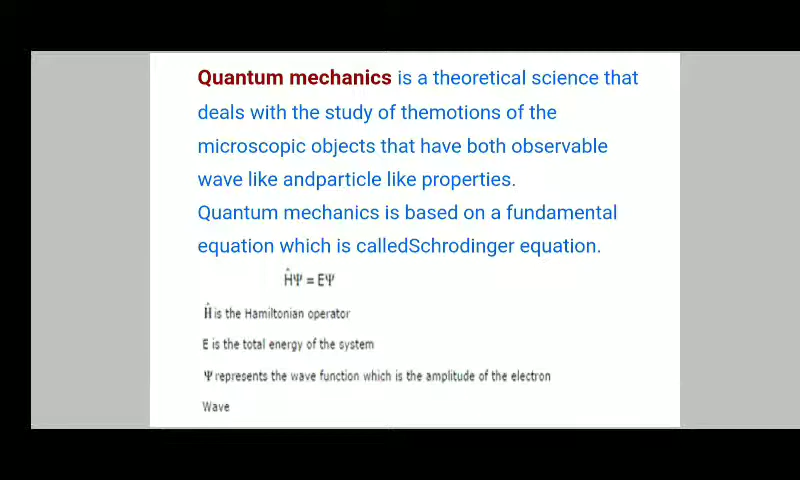 Quantum mechanics is a theoretical science that
deals with the study of themotions of the
microscopic objects that have both observable
wave like andparticle like properties.
Quantum mechanics is based on a fundamental
equation which is calledSchrodinger equation.
ĤΨ = EΨ
Ĥ is the Hamiltonian operator
E is the total energy of the system
Ψ represents the wave function which is the amplitude of the electron
Wave